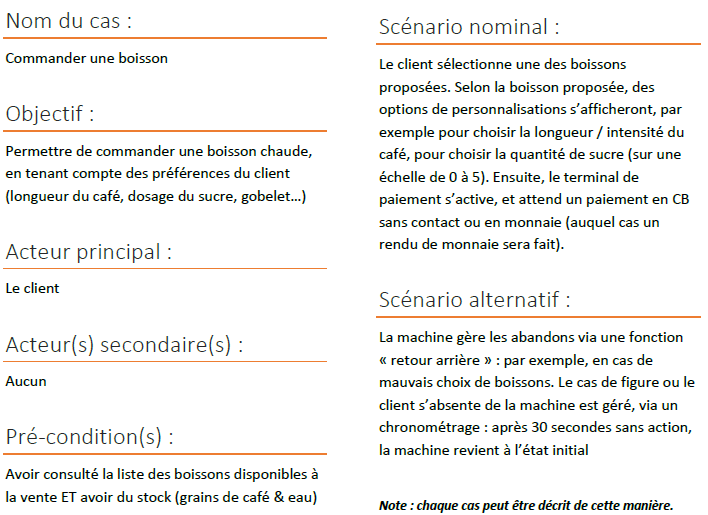 Nom du cas :
Commander une boisson
Objectif :
Permettre de commander une boisson chaude,
en tenant compte des préférences du client
(longueur du café, dosage du sucre, gobelet…)
Acteur principal :
Le client
Acteur(s) secondaire(s) :
Aucun
Pré-condition(s) :
Avoir consulté la liste des boissons disponibles à
la vente ET avoir du stock (grains de café & eau)
Scénario nominal :
Le client sélectionne une des boissons
proposées. Selon la boisson proposée, des
options de personnalisations s’afficheront, par
exemple pour choisir la longueur / intensité du
café, pour choisir la quantité de sucre (sur une
échelle de 0 à 5). Ensuite, le terminal de
paiement s’active, et attend un paiement en CB
sans contact ou en monnaie (auquel cas un
rendu de monnaie sera fait).
Scénario alternatif :
La machine gère les abandons via une fonction
« retour arrière » : par exemple, en cas de
mauvais choix de boissons. Le cas de figure ou le
client s’absente de la machine est géré, via un
chronométrage : après 30 secondes sans action,
la machine revient à l’état initial
Note : chaque cas peut être décrit de cette manière.